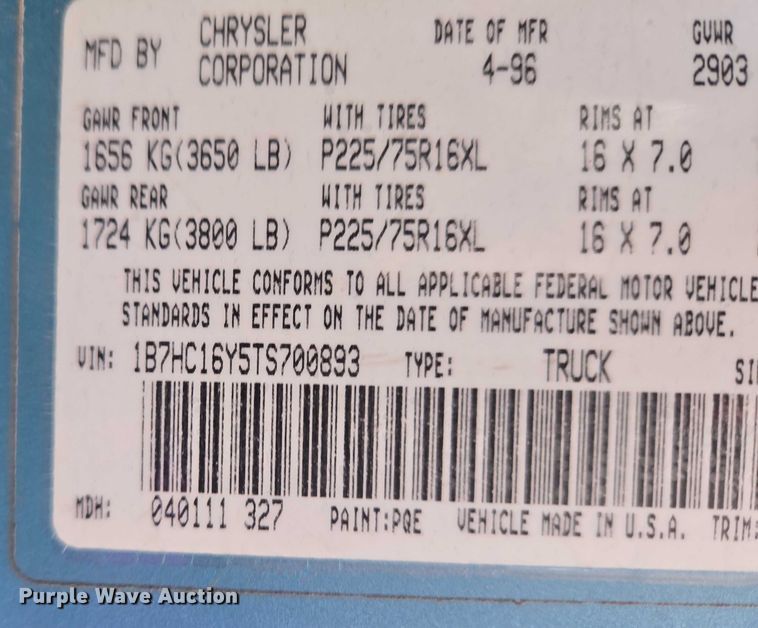 MFD BY CHRYSLER CORPORATION DATE OF MFR 4-96 GVWR 2903
GAWR FRONT WITH TIRES RIMS AT
1656 KG(3650 LB) P225/75R16XL 16 X 7.0
GAWR REAR WITH TIRES RIMS AT
1724 KG(3800 LB) P225/75R16XL 16 X 7.0
THIS VEHICLE CONFORMS TO ALL APPLICABLE FEDERAL MOTOR VEHICLE
STANDARDS IN EFFECT ON THE DATE OF MANUFACTURE SHOWN ABOVE.
VIN: 1B7HC16Y5TS700893 TYPE: TRUCK
MDH: 040111 327 PAINT:PQE VEHICLE MADE IN U.S.A. TRIM:
Purple Wave Auction